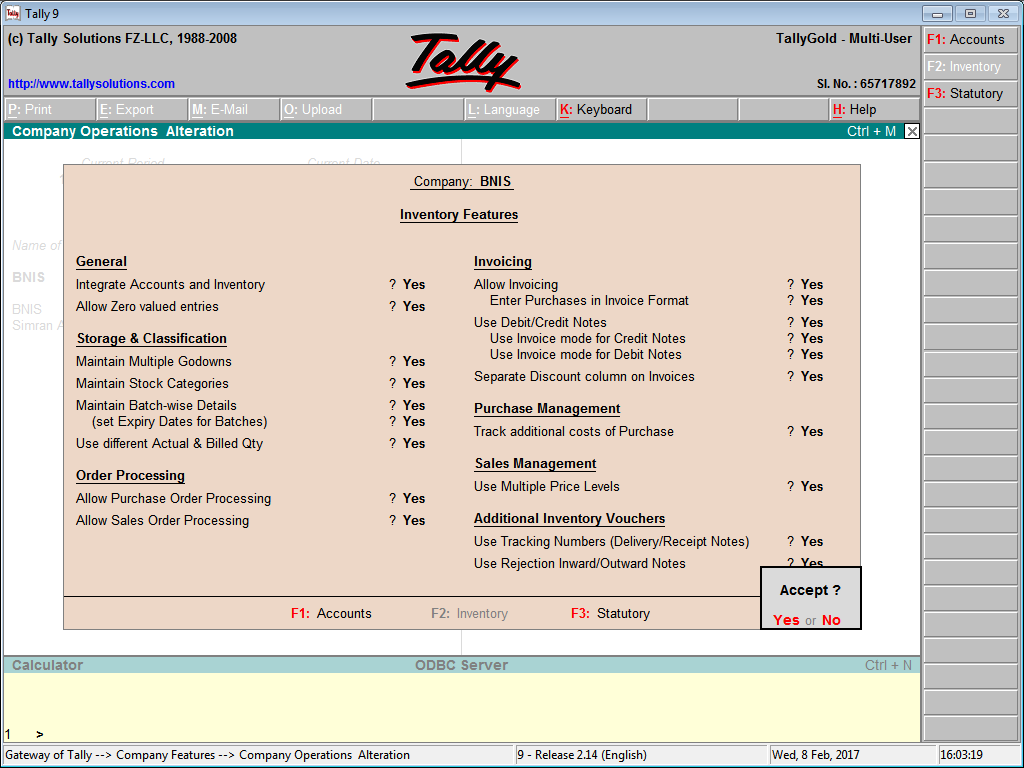 Tally 9
(c) Tally Solutions FZ-LLC, 1988-2008
Tally
TallyGold - Multi-User
http://www.tallysolutions.com
Sl. No. : 65717892
P: Print
E: Export
M: E-Mail
O: Upload
L: Language
K: Keyboard
H: Help
F1: Accounts
F2: Inventory
F3: Statutory
Company Operations Alteration
Ctrl + M
Current Period
Current Date
Name of
BNIS
BNIS
Simran A
Company: BNIS
Inventory Features
General
Integrate Accounts and Inventory ? Yes
Allow Zero valued entries ? Yes
Storage & Classification
Maintain Multiple Godowns ? Yes
Maintain Stock Categories ? Yes
Maintain Batch-wise Details ? Yes
(set Expiry Dates for Batches) ? Yes
Use different Actual & Billed Qty ? Yes
Order Processing
Allow Purchase Order Processing ? Yes
Allow Sales Order Processing ? Yes
Invoicing
Allow Invoicing ? Yes
Enter Purchases in Invoice Format ? Yes
Use Debit/Credit Notes ? Yes
Use Invoice mode for Credit Notes ? Yes
Use Invoice mode for Debit Notes ? Yes
Separate Discount column on Invoices ? Yes
Purchase Management
Track additional costs of Purchase ? Yes
Sales Management
Use Multiple Price Levels ? Yes
Additional Inventory Vouchers
Use Tracking Numbers (Delivery/Receipt Notes) ? Yes
Use Rejection Inward/Outward Notes ? Yes
F1: Accounts
F2: Inventory
F3: Statutory
Accept ?
Yes or No
Calculator
ODBC Server
Ctrl + N
1 >
Gateway of Tally --> Company Features --> Company Operations Alteration
9 - Release 2.14 (English)
Wed, 8 Feb, 2017
16:03:19